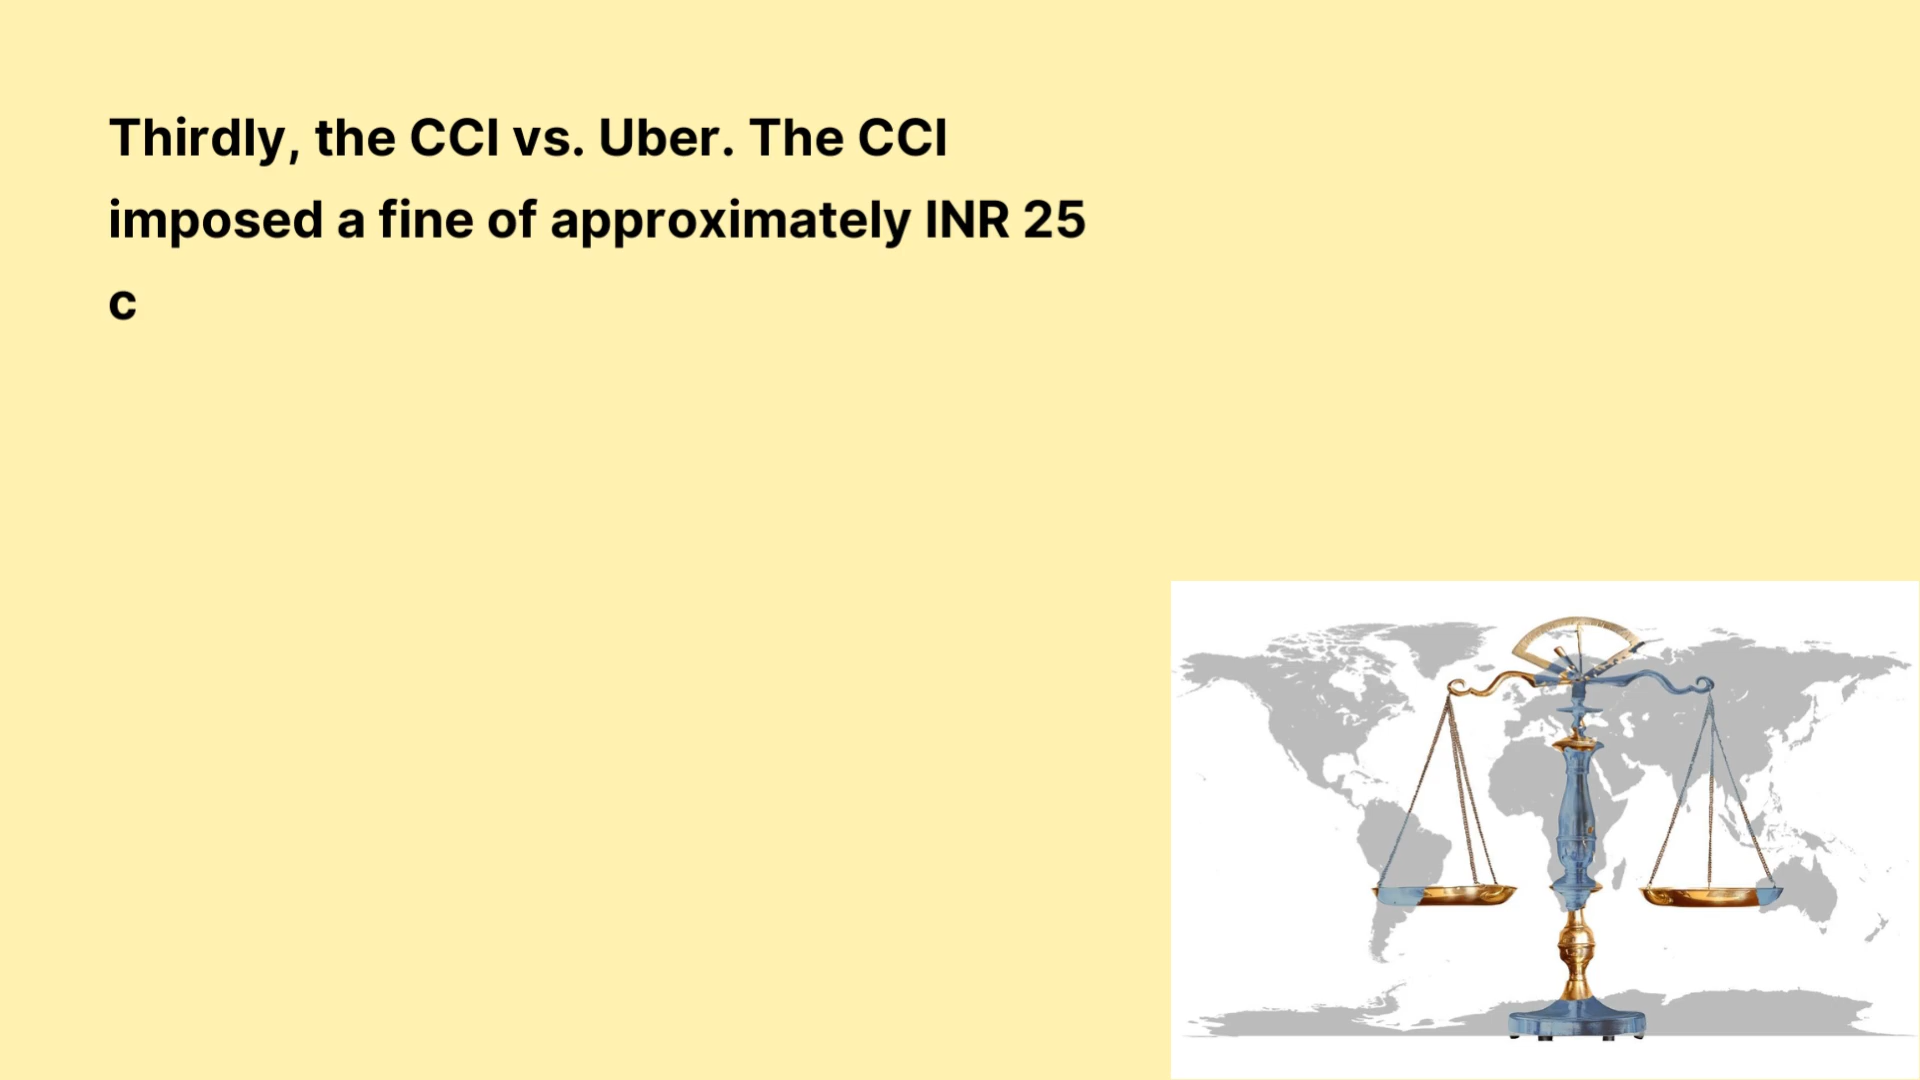 Thirdly, the CCI vs. Uber. The CCI
imposed a fine of approximately INR 25
c